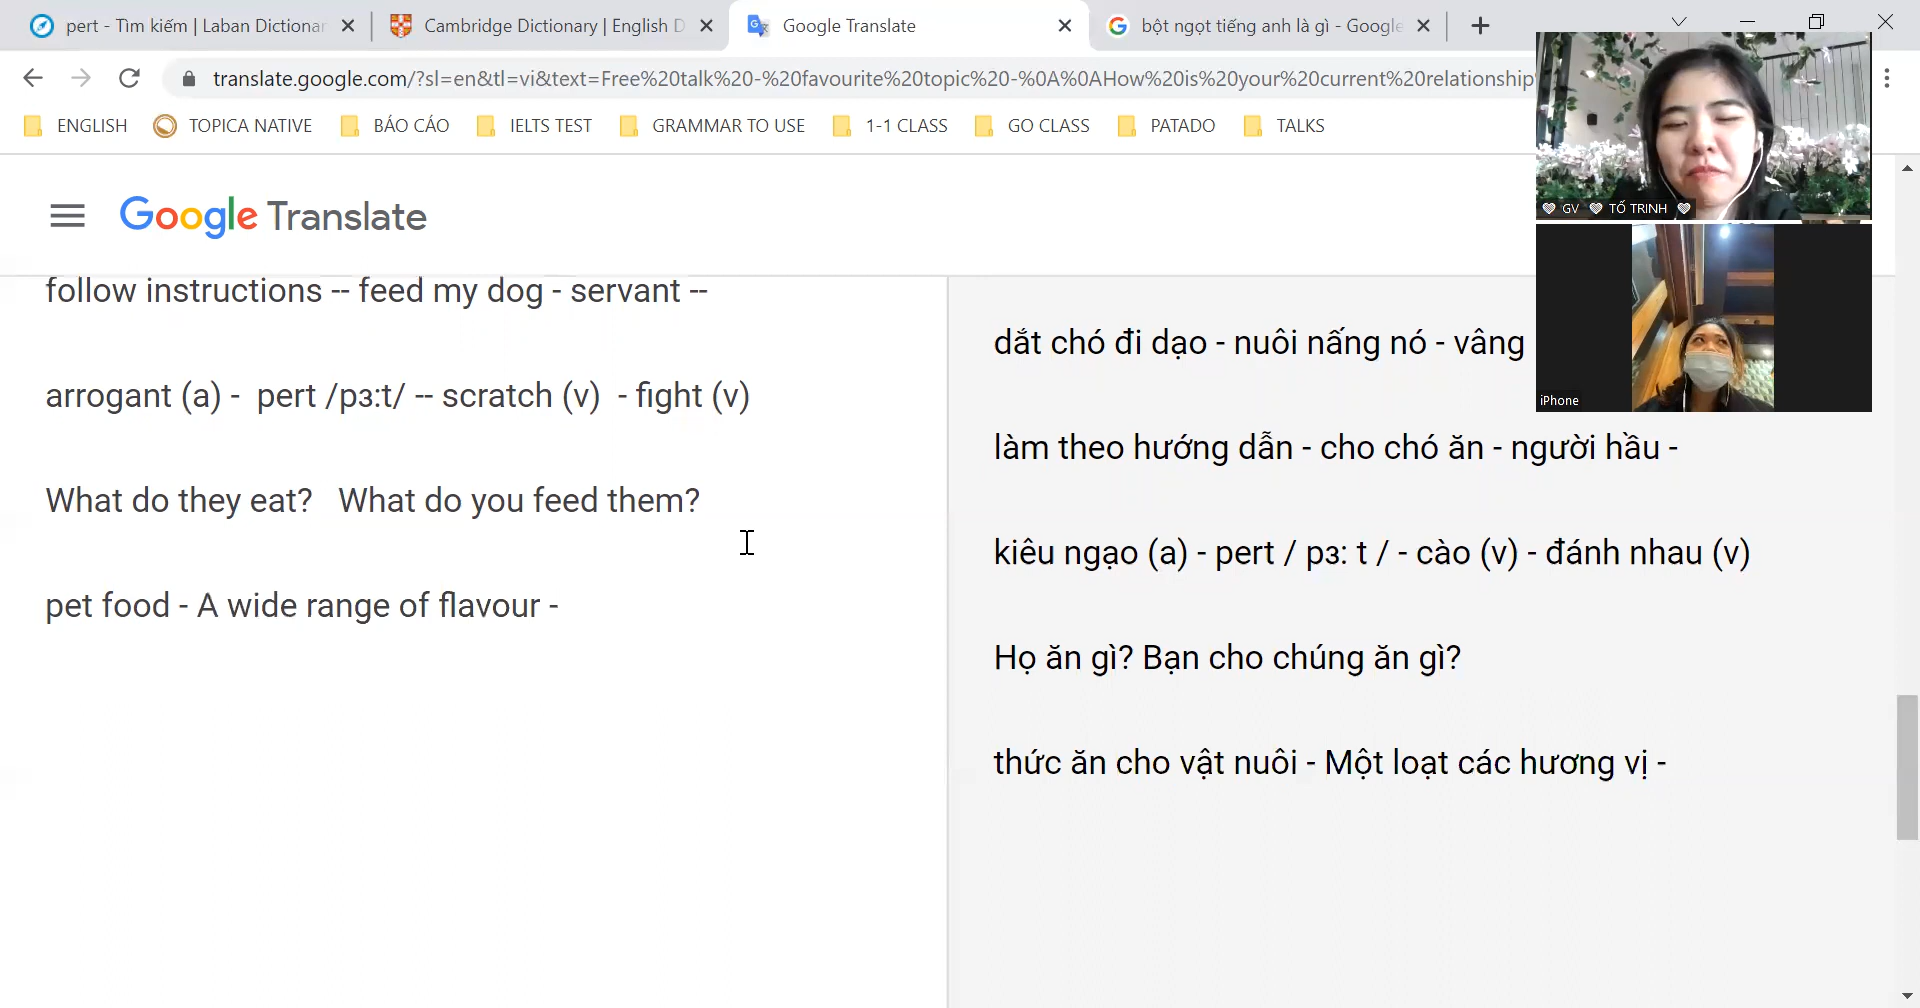 pert - Tìm kiếm | Laban Dictionar
Cambridge Dictionary | English D
Google Translate
bột ngọt tiếng anh là gì - Google
translate.google.com/?sl=en&tl=vi&text=Free%20talk%20-%20favourite%20topic%20-%0A%0AHow%20is%20your%20current%20relationship
ENGLISH
TOPICA NATIVE
BÁO CÁO
IELTS TEST
GRAMMAR TO USE
1-1 CLASS
GO CLASS
PATADO
TALKS
GV TỐ TRINH
iPhone
Google Translate
follow instructions -- feed my dog - servant --
arrogant (a) - pert /pɜ:t/ -- scratch (v) - fight (v)
What do they eat? What do you feed them?
pet food - A wide range of flavour -
dắt chó đi dạo - nuôi nấng nó - vâng
làm theo hướng dẫn - cho chó ăn - người hầu -
kiêu ngạo (a) - pert / pɜ: t / - cào (v) - đánh nhau (v)
Họ ăn gì? Bạn cho chúng ăn gì?
thức ăn cho vật nuôi - Một loạt các hương vị -